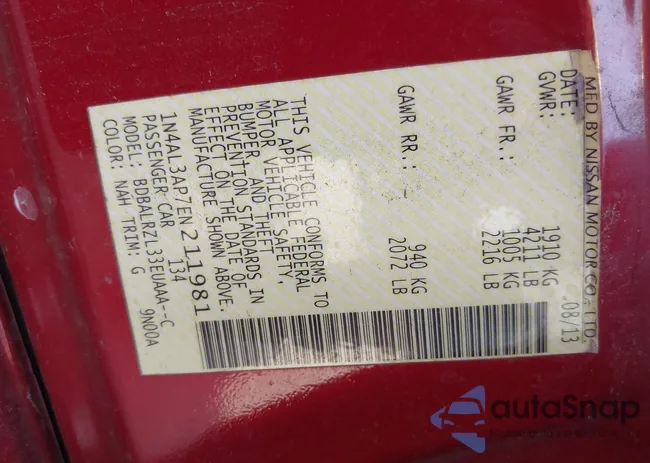 MFD BY NISSAN MOTOR CO., LTD.
DATE: 08/13
GVWR: 1910 KG
4211 LB
GAWR FR.: 1005 KG
2216 LB
GAWR RR.: 940 KG
2072 LB
THIS VEHICLE CONFORMS TO
ALL APPLICABLE FEDERAL
MOTOR VEHICLE SAFETY,
BUMPER, AND THEFT
PREVENTION STANDARDS IN
EFFECT ON THE DATE OF
MANUFACTURE SHOWN ABOVE.
1N4AL3AP7EN211981
PASSENGER CAR 134
MODEL: BDBALRZL33EUAAA--C
COLOR: NAH TRIM: G 9N00A
autoSnap